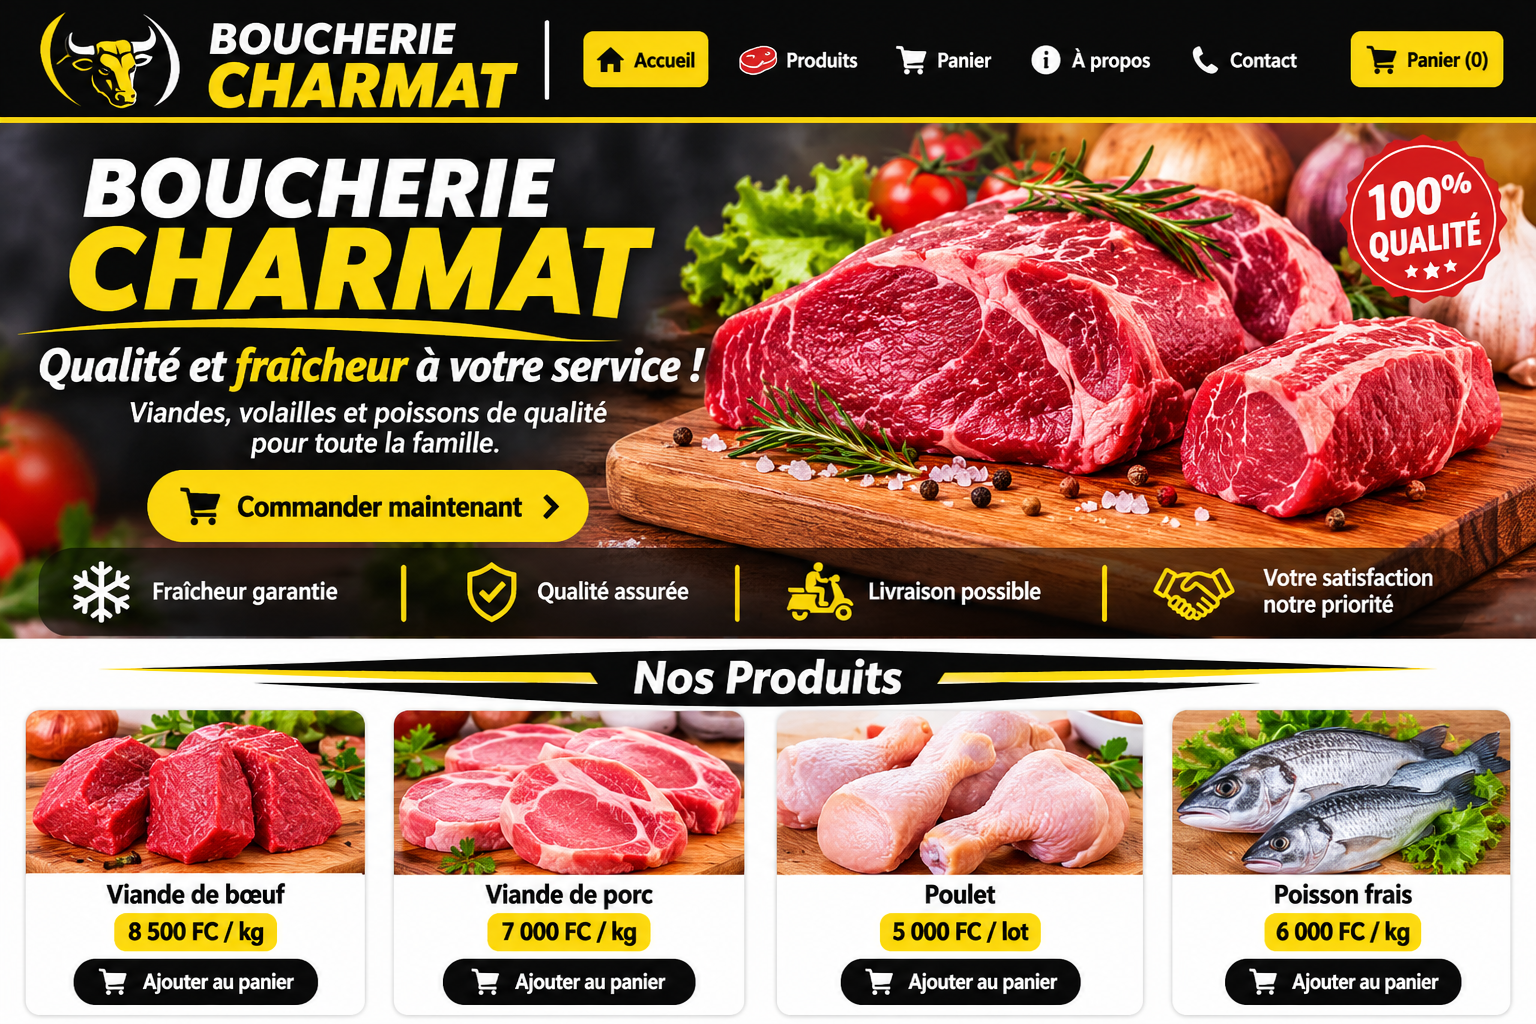 BOUCHERIE
CHARMAT
Accueil
Produits
Panier
À propos
Contact
Panier (0)
BOUCHERIE
CHARMAT
Qualité et fraîcheur à votre service !
Viandes, volailles et poissons de qualité
pour toute la famille.
Commander maintenant
100%
QUALITÉ
Fraîcheur garantie
Qualité assurée
Livraison possible
Votre satisfaction
notre priorité
Nos Produits
Viande de bœuf
8 500 FC / kg
Ajouter au panier
Viande de porc
7 000 FC / kg
Ajouter au panier
Poulet
5 000 FC / lot
Ajouter au panier
Poisson frais
6 000 FC / kg
Ajouter au panier